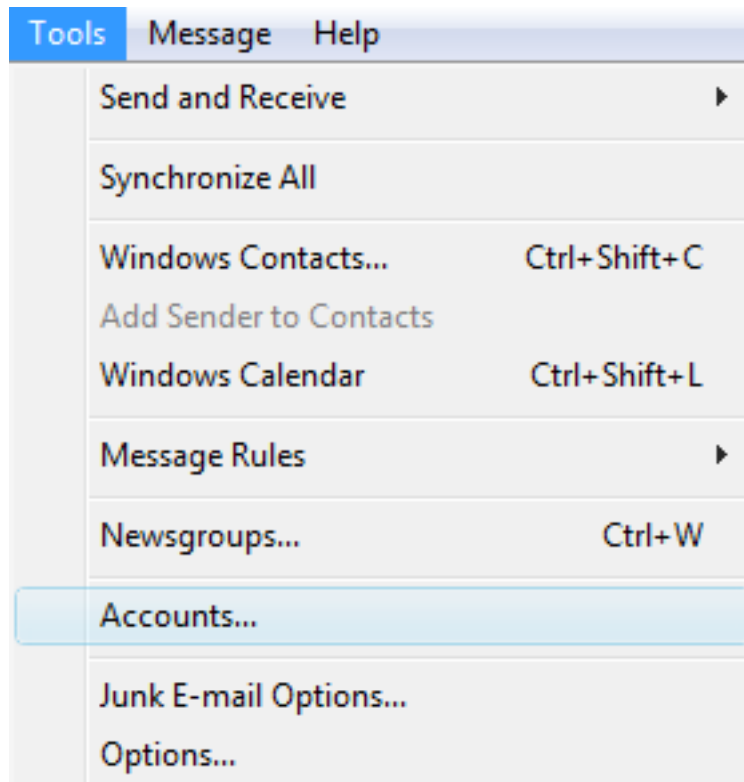 Tools Message Help
Send and Receive
Synchronize All
Windows Contacts... Ctrl+Shift+C
Add Sender to Contacts
Windows Calendar Ctrl+Shift+L
Message Rules
Newsgroups... Ctrl+W
Accounts...
Junk E-mail Options...
Options...